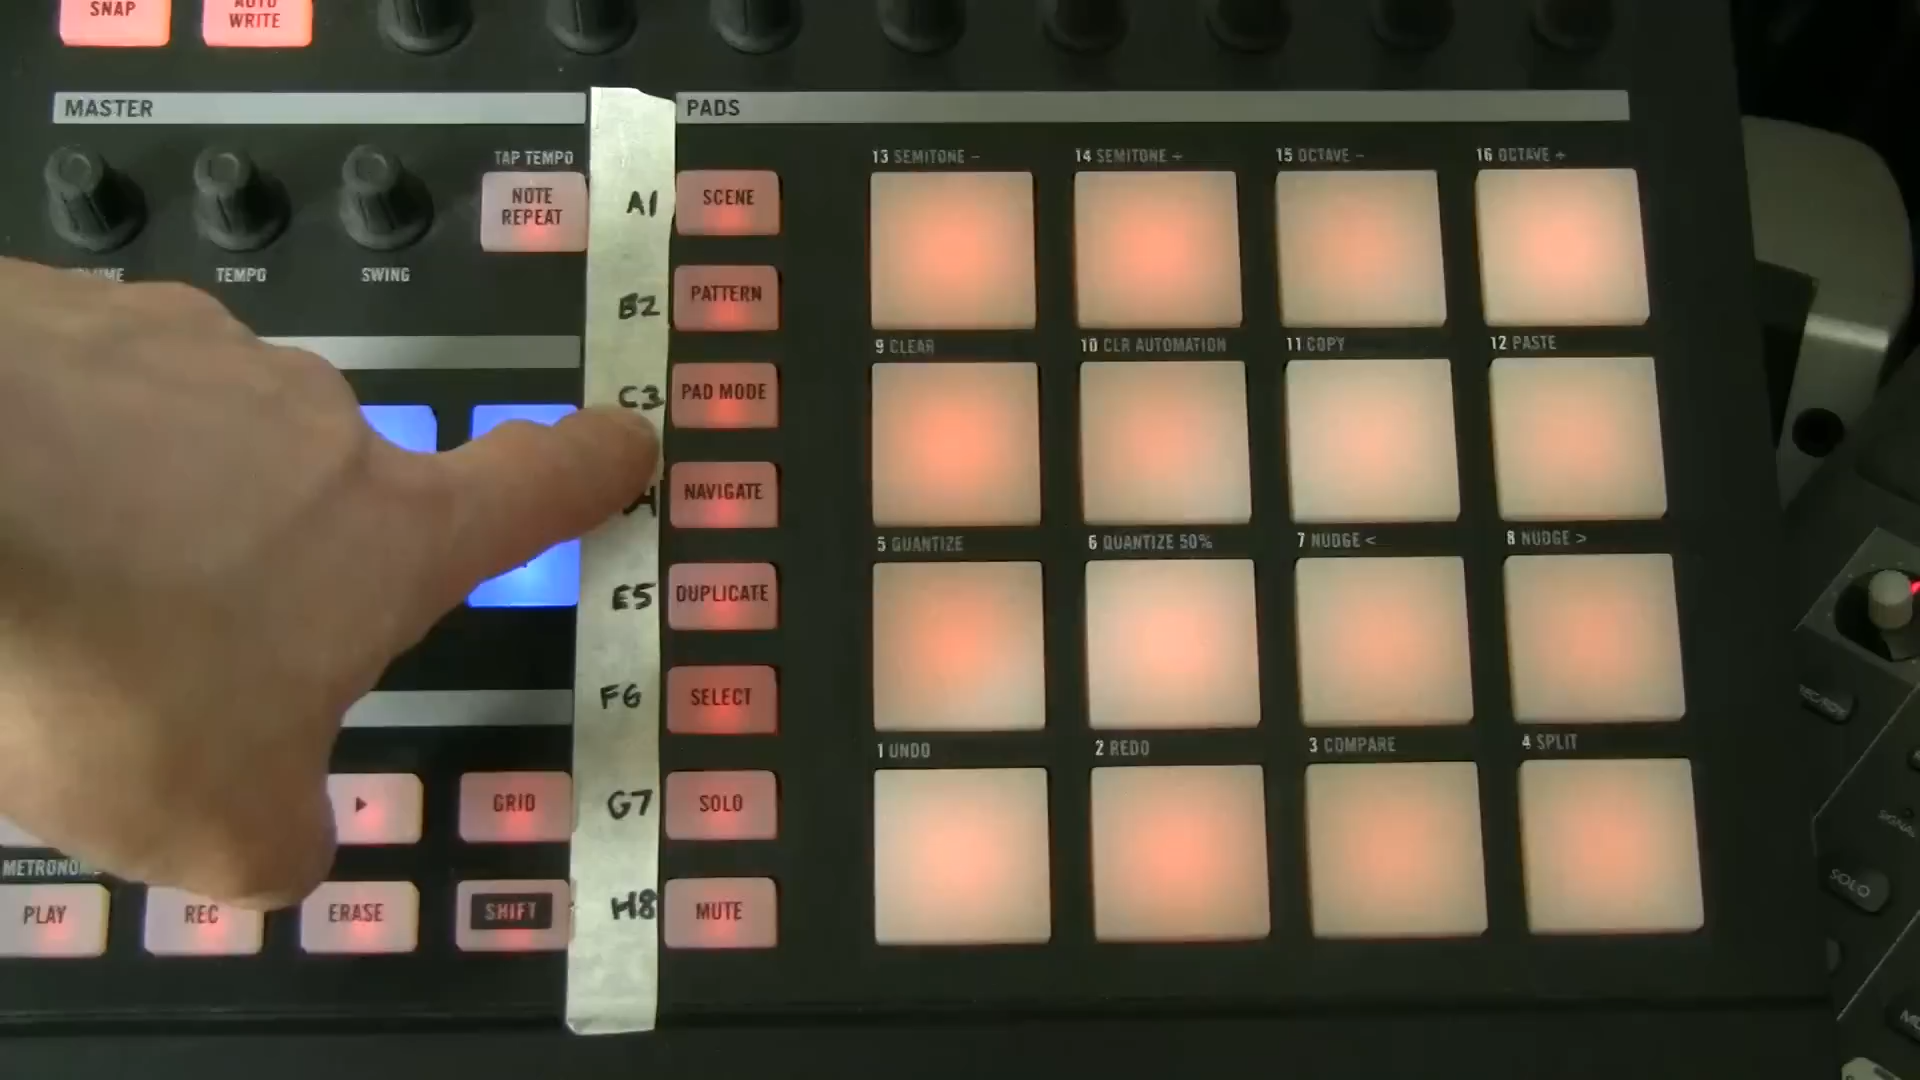 SNAP
AUTO WRITE
MASTER
PADS
TAP TEMPO
NOTE REPEAT
TEMPO
SWING
A1
B2
C3
E5
F6
G7
H8
SCENE
PATTERN
PAD MODE
NAVIGATE
DUPLICATE
SELECT
SOLO
MUTE
13 SEMITONE -
14 SEMITONE +
15 OCTAVE -
16 OCTAVE +
9 CLEAR
10 CLR AUTOMATION
11 COPY
12 PASTE
5 QUANTIZE
6 QUANTIZE 50%
7 NUDGE <
8 NUDGE >
1 UNDO
2 REDO
3 COMPARE
4 SPLIT
GRID
PLAY
REC
ERASE
SHIFT
SIGNAL
SOLO